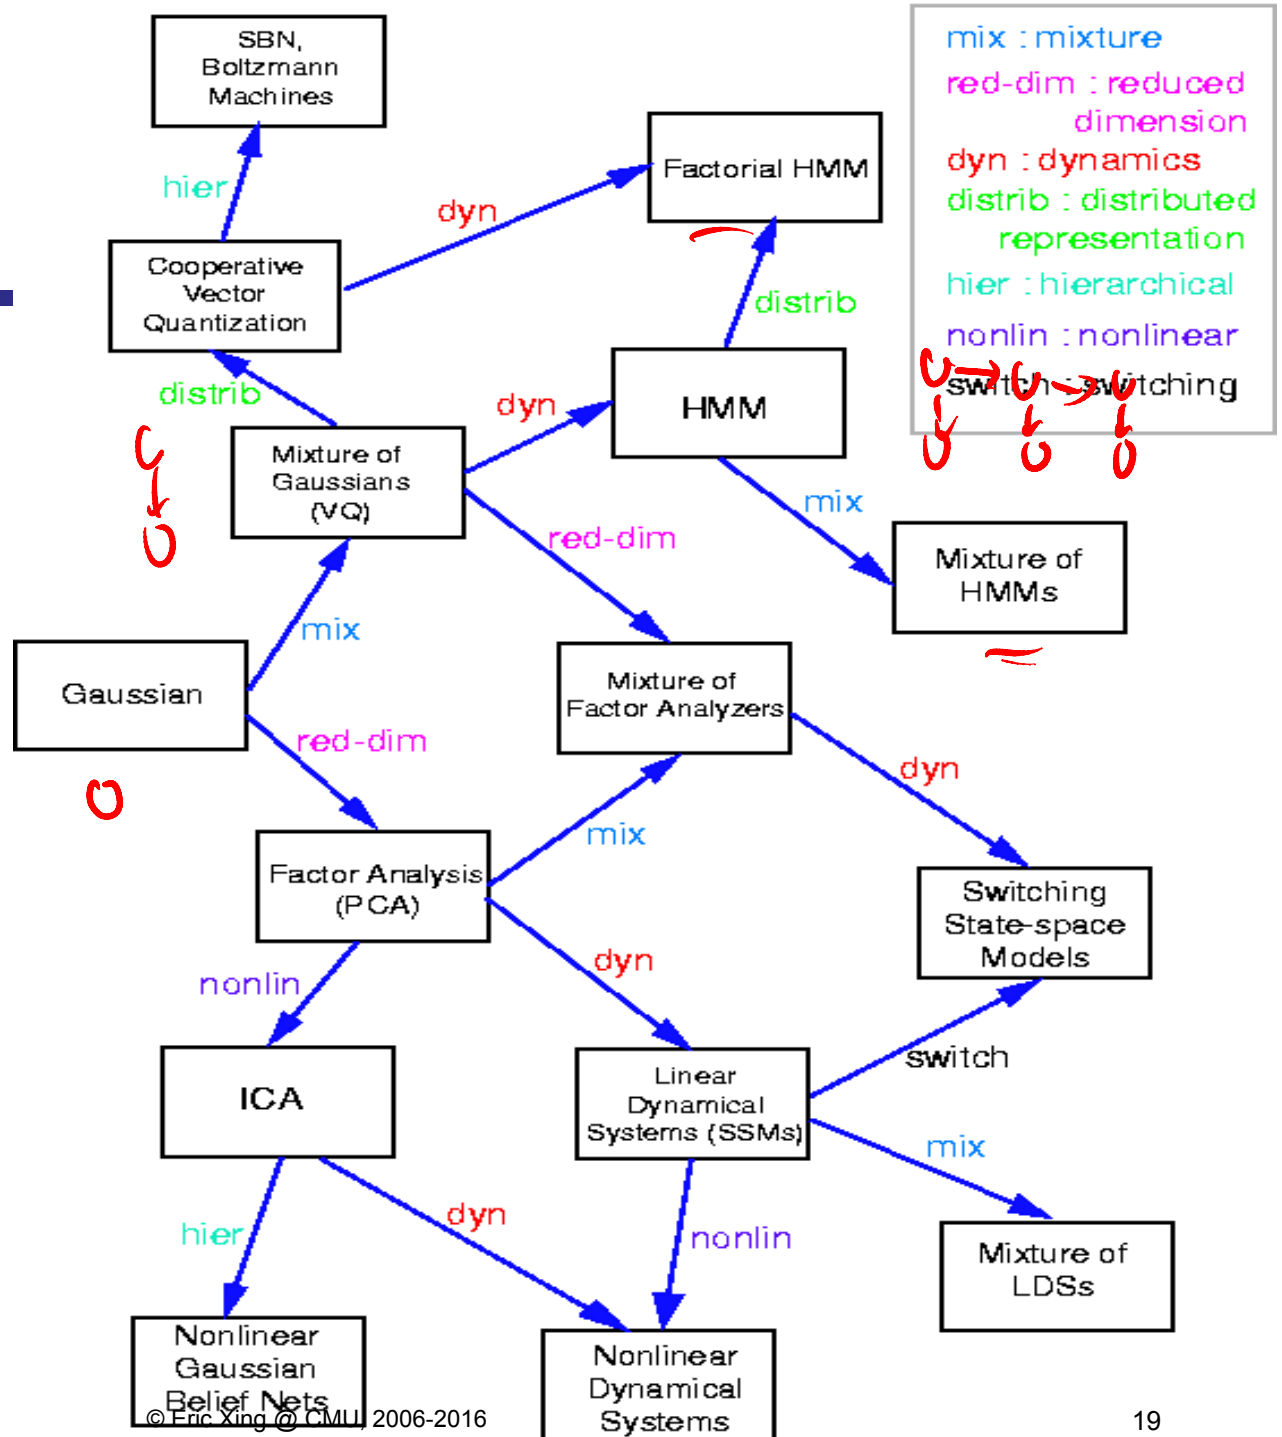 SBN,
Boltzmann
Machines
mix : mixture
red-dim : reduced
dimension
dyn : dynamics
distrib : distributed
representation
hier : hierarchical
nonlin : nonlinear
switch : switching
Factorial HMM
hier
dyn
Cooperative
Vector
Quantization
distrib
distrib
dyn
HMM
Mixture of
Gaussians
(VQ)
mix
red-dim
Mixture of
HMMs
mix
Gaussian
Mixture of
Factor Analyzers
red-dim
dyn
mix
Factor Analysis
(PCA)
Switching
State-space
Models
nonlin
dyn
switch
ICA
Linear
Dynamical
Systems (SSMs)
mix
hier
dyn
nonlin
Mixture of
LDSs
Nonlinear
Gaussian
Belief Nets
Nonlinear
Dynamical
Systems
© Eric Xing @ CMU, 2006-2016
19